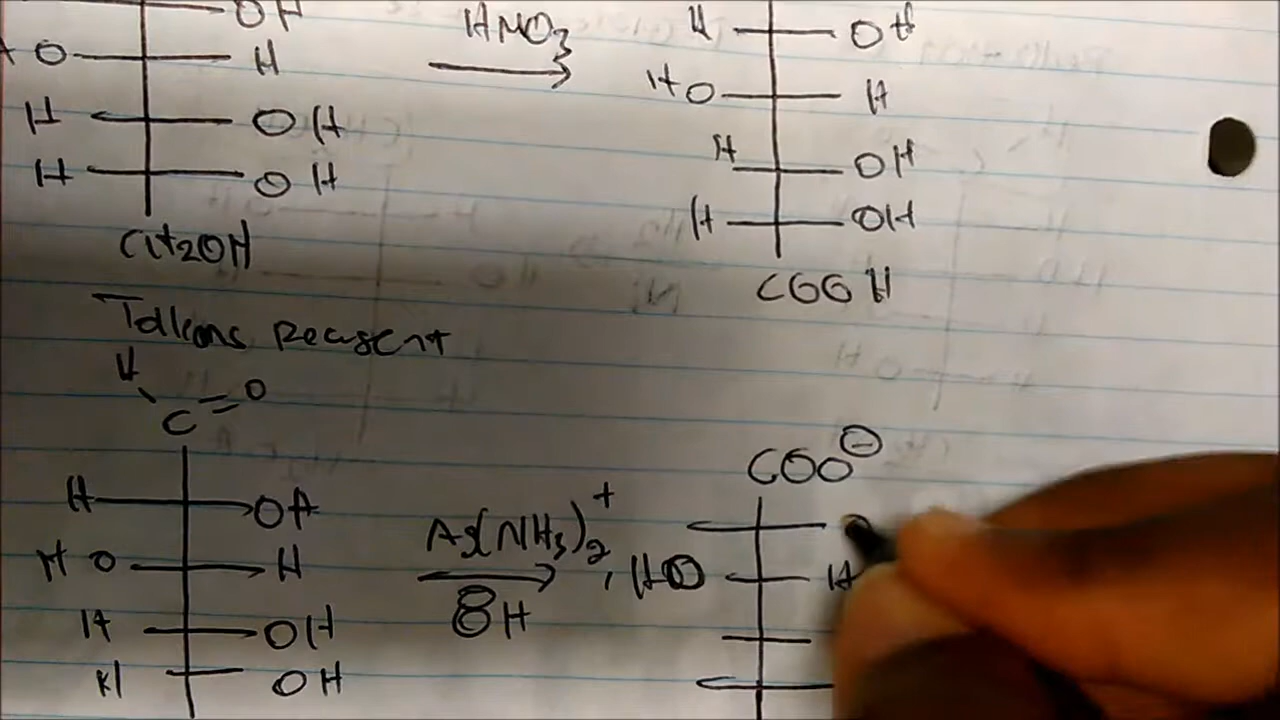 OH HNO3 H OH
HO H HO H
H OH H OH
H OH H OH
CH2OH COOH
Tollens Reagent
H
C=O
COO⊖
H OH Ag(NH3)2+
HO H , HO H
H OH ⊖OH
H OH